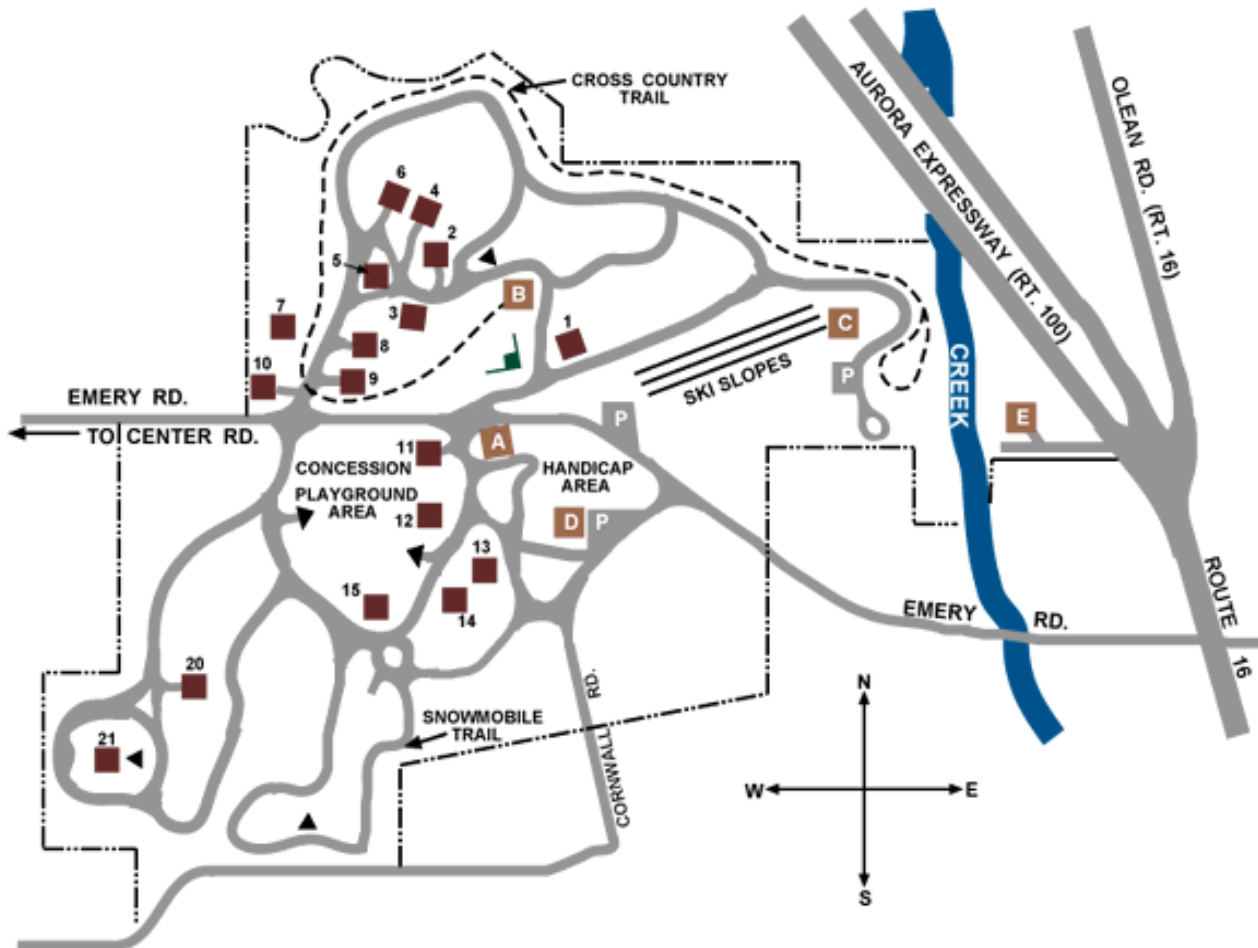 CROSS COUNTRY
TRAIL
AURORA EXPRESSWAY (RT. 100)
OLEAN RD. (RT. 16)
6
4
2
5
B
3
7
1
8
C
10
9
SKI SLOPES
P
CREEK
EMERY RD.
TO CENTER RD.
P
E
A
11
CONCESSION
HANDICAP
AREA
PLAYGROUND
AREA
12
D
P
13
15
14
EMERY RD.
ROUTE 16
20
CORNWALL RD.
SNOWMOBILE
TRAIL
21
N
W
E
S